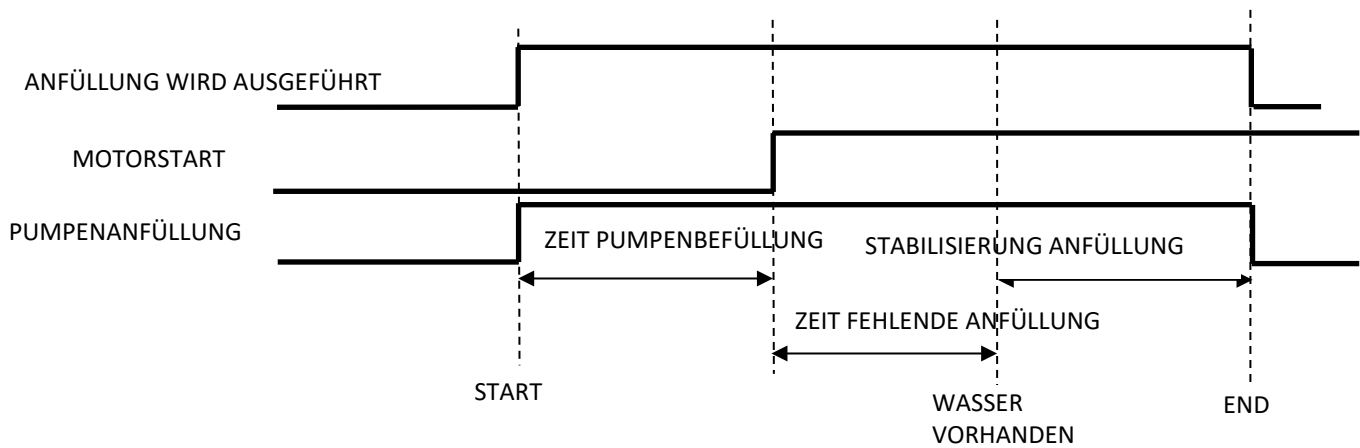 ANFÜLLUNG WIRD AUSGEFÜHRT
MOTORSTART
PUMPENANFÜLLUNG
ZEIT PUMPENBEFÜLLUNG
STABILISIERUNG ANFÜLLUNG
ZEIT FEHLENDE ANFÜLLUNG
START
WASSER
VORHANDEN
END